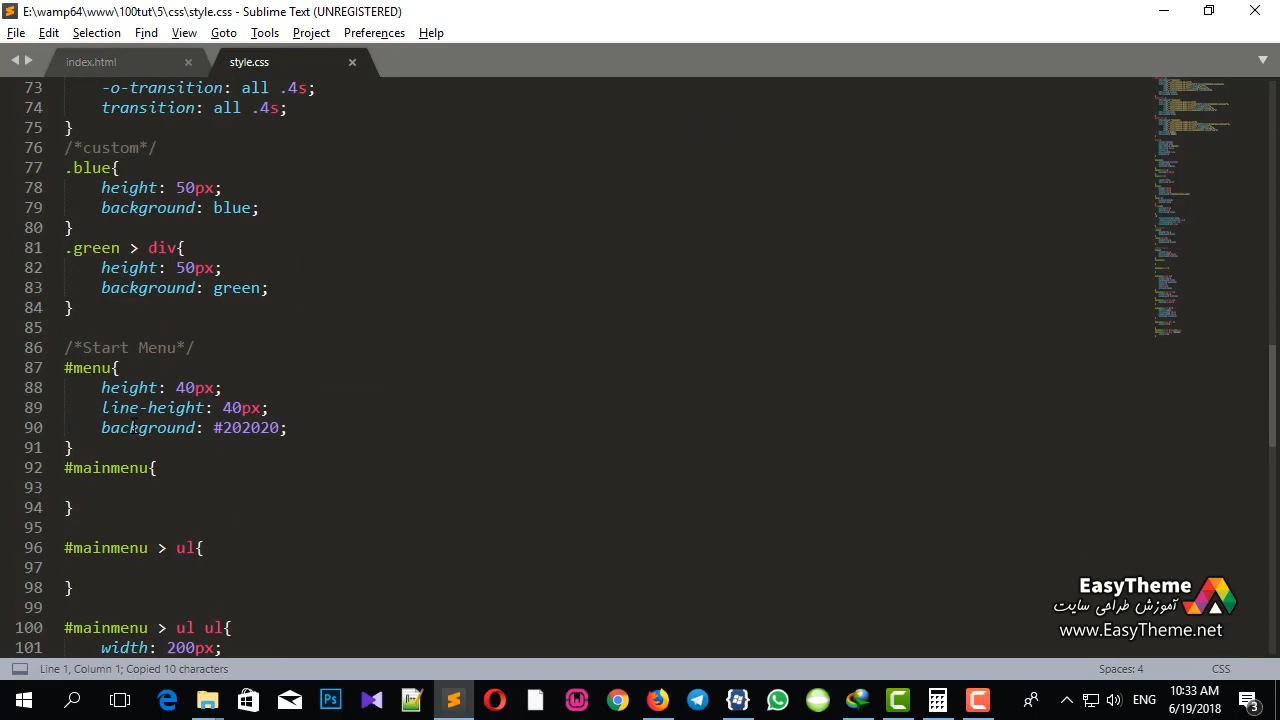 E:\wamp64\www\100tut\5\css\style.css - Sublime Text (UNREGISTERED)
File Edit Selection Find View Goto Tools Project Preferences Help
index.html style.css
73 -o-transition: all .4s;
74 transition: all .4s;
75 }
76 /*custom*/
77 .blue{
78 height: 50px;
79 background: blue;
80 }
81 .green > div{
82 height: 50px;
83 background: green;
84 }
85
86 /*Start Menu*/
87 #menu{
88 height: 40px;
89 line-height: 40px;
90 background: #202020;
91 }
92 #mainmenu{
93
94 }
95
96 #mainmenu > ul{
97
98 }
99
100 #mainmenu > ul ul{
101 width: 200px;
EasyTheme
آموزش طراحی سایت
www.EasyTheme.net
Line 1, Column 1; Copied 10 characters Spaces: 4 CSS
ENG 10:33 AM
6/19/2018 3